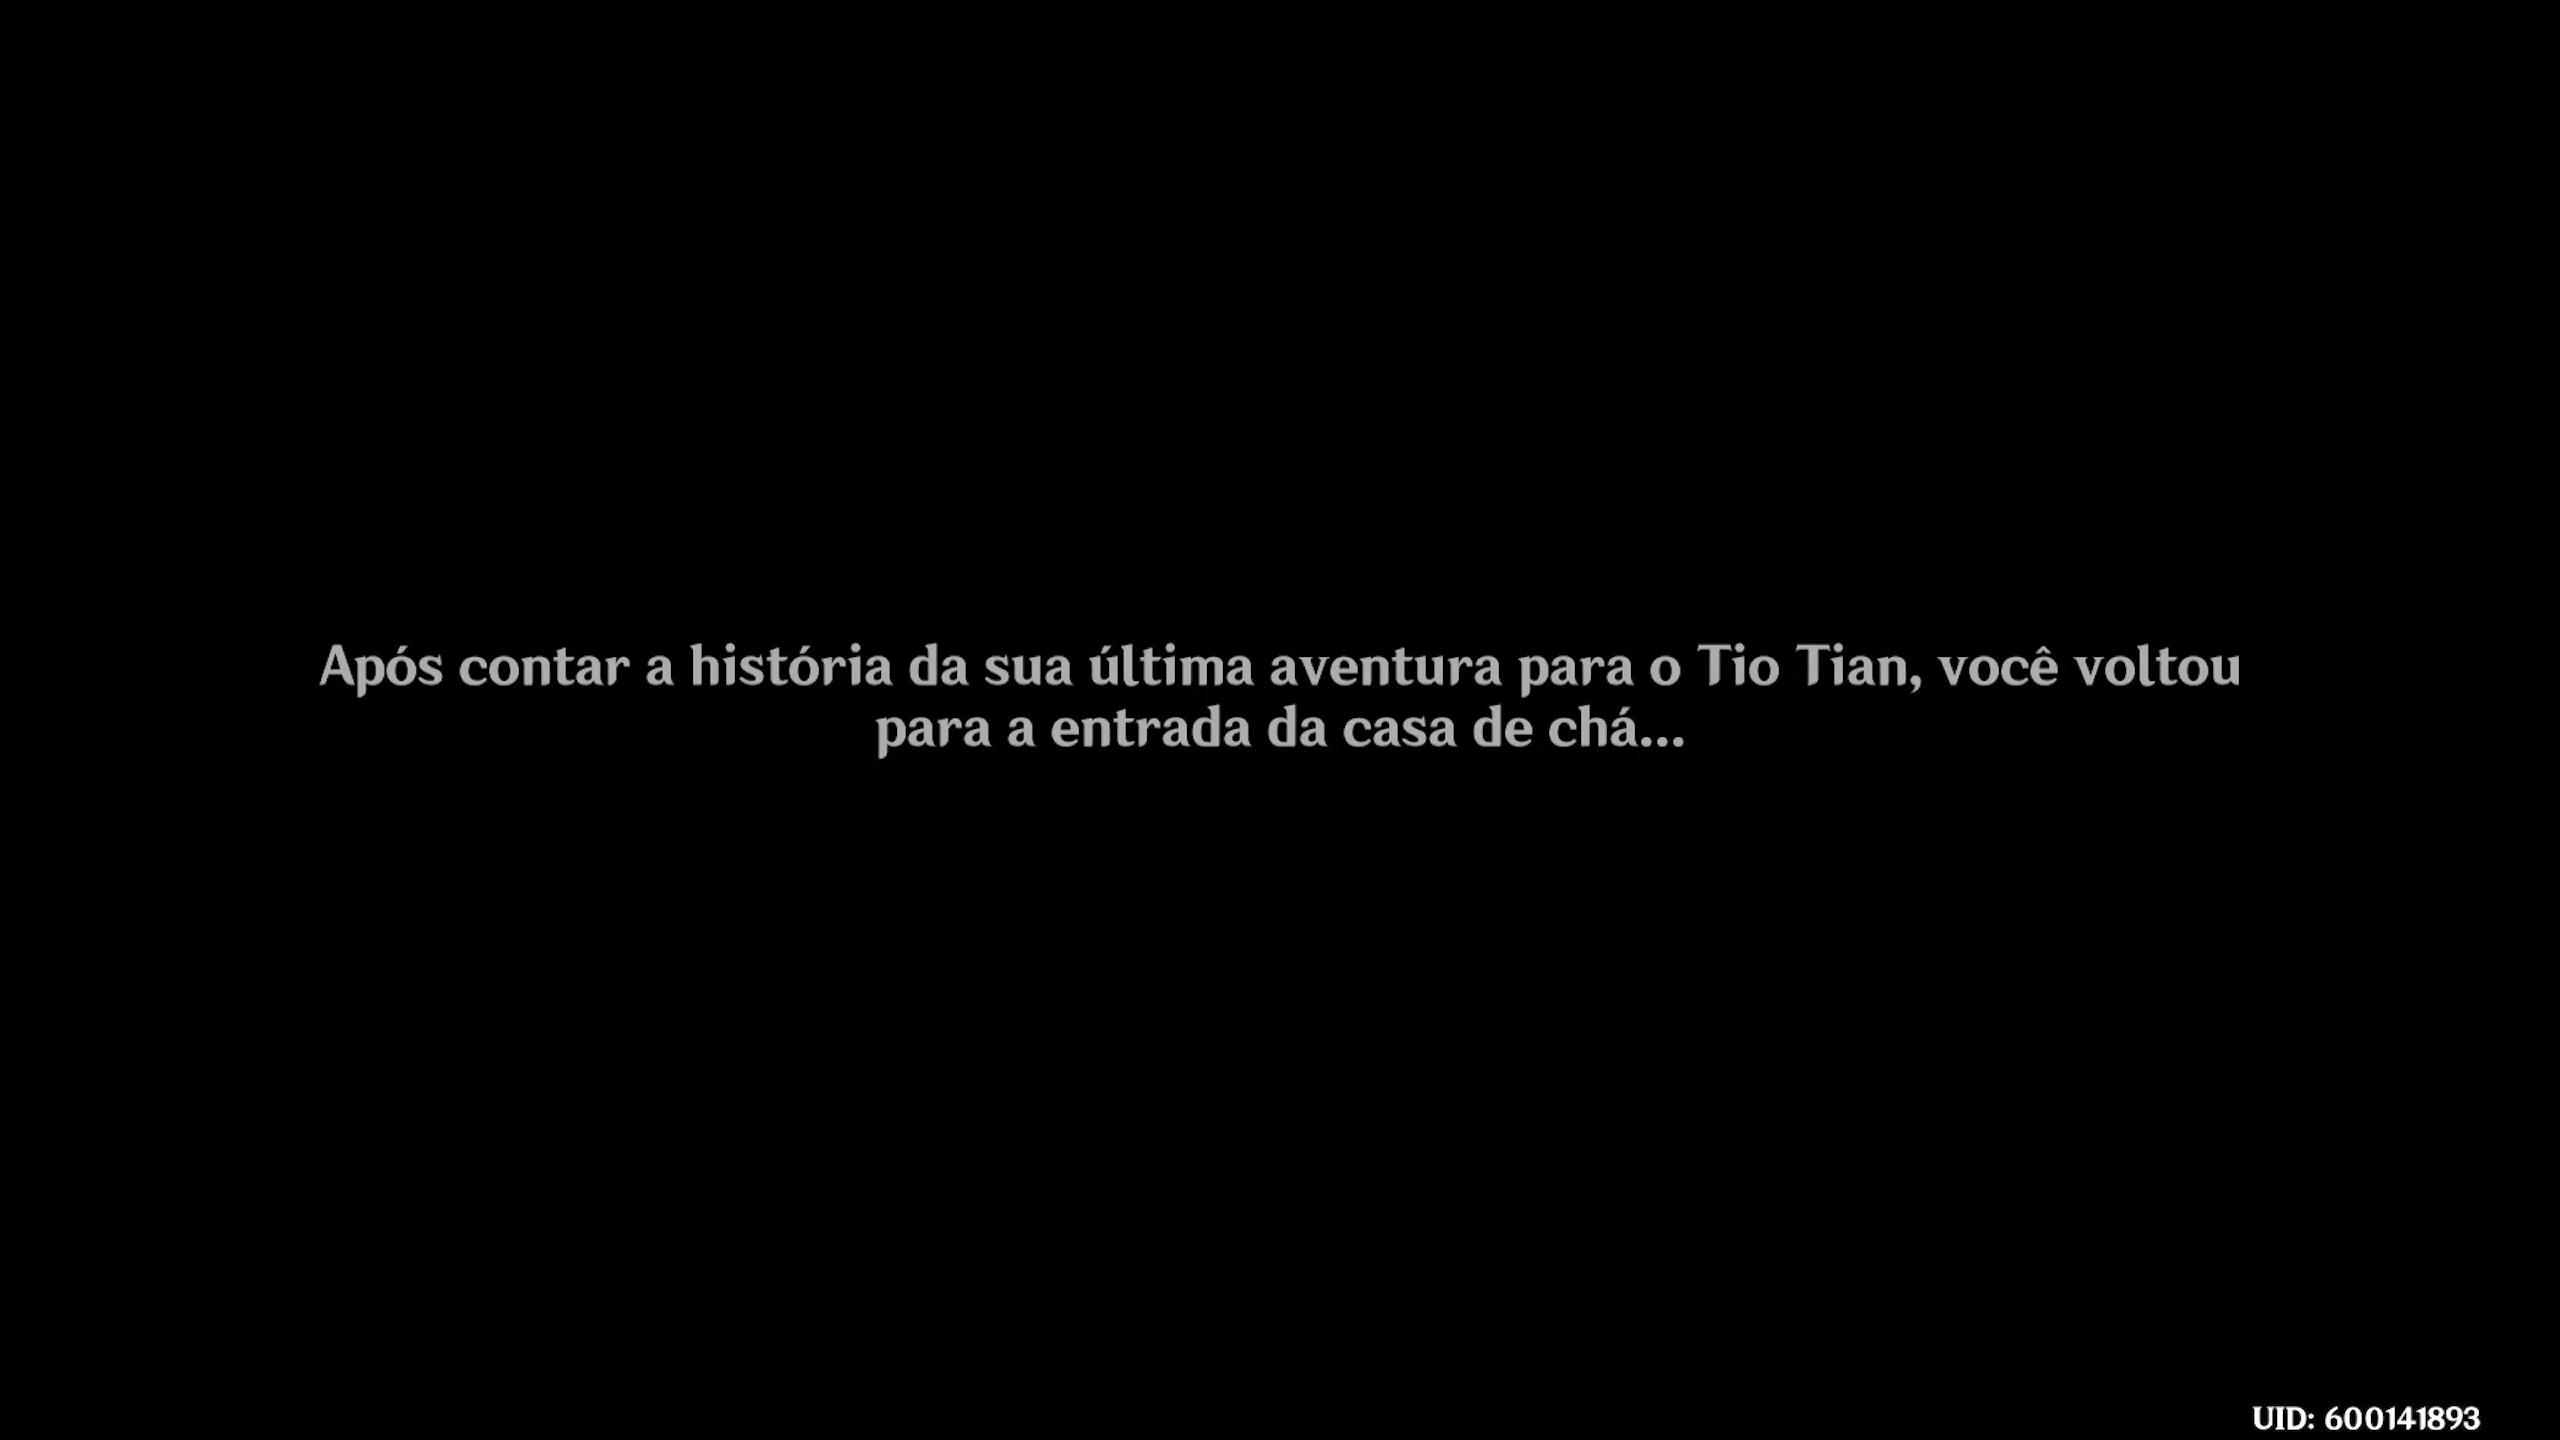 Após contar a história da sua última aventura para o Tio Tian, você voltou
para a entrada da casa de chá...
UID: 600141893